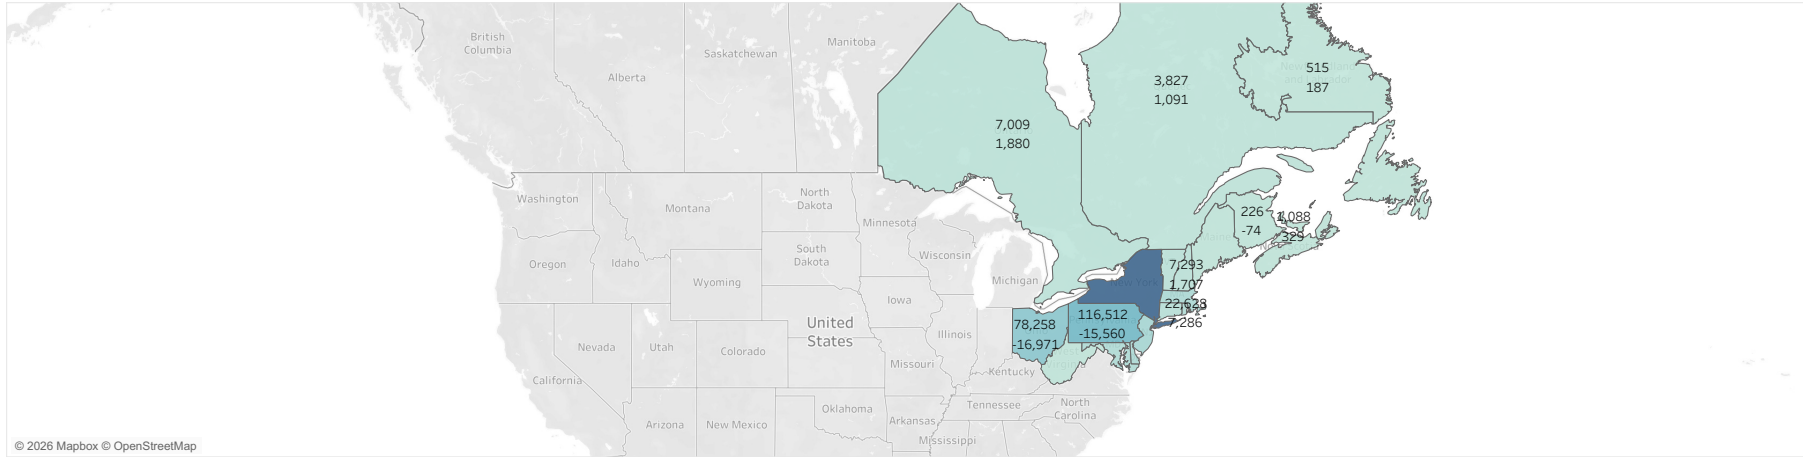 British
Columbia
Alberta
Saskatchewan
Manitoba
3,827
1,091
515
187
7,009
1,880
Washington
Montana
North
Dakota
Minnesota
226
-74
1,088
329
Oregon
Idaho
Wyoming
South
Dakota
Wisconsin
Michigan
New York
7,293
1,707
Iowa
22,628
7,286
Nevada
Utah
Colorado
United
States
Illinois
78,258
-16,971
116,512
-15,560
California
Missouri
Kentucky
Arizona
New Mexico
Oklahoma
Arkansas
Tennessee
North
Carolina
Mississippi
© 2026 Mapbox © OpenStreetMap